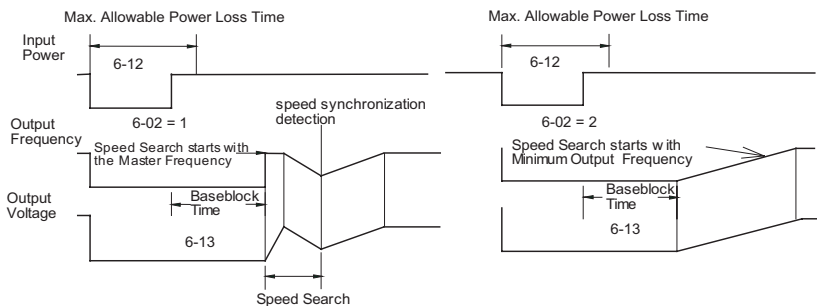 Max. Allowable Power Loss Time
Input
Power
6-12
6-02 = 1
speed synchronization
detection
Output
Frequency
Speed Search starts with
the Master Frequency
Output
Voltage
Baseblock
Time
6-13
Speed Search
Max. Allowable Power Loss Time
6-12
6-02 = 2
Speed Search starts with
Minimum Output Frequency
Baseblock
Time
6-13